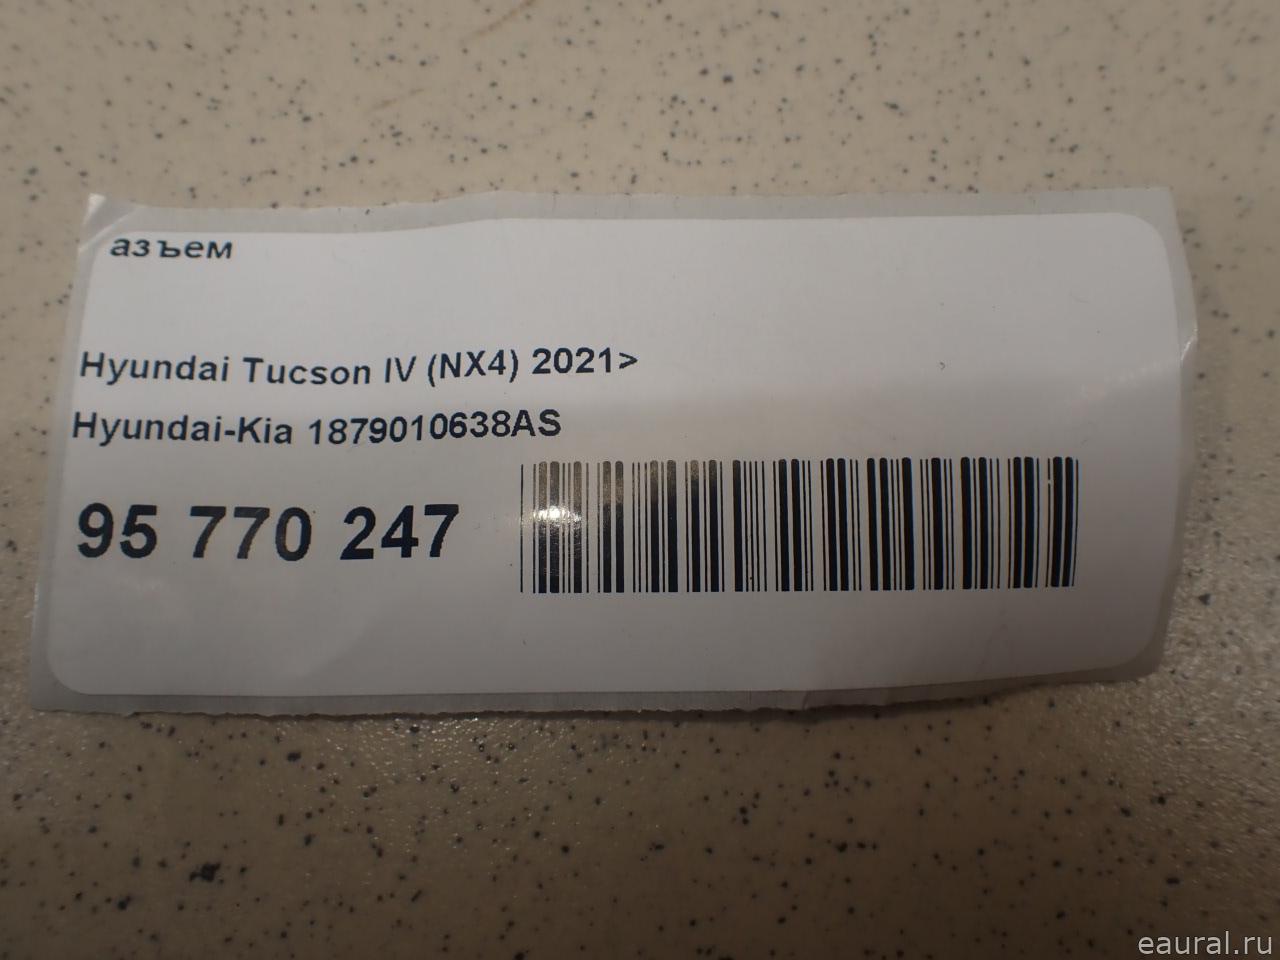 азъем
Hyundai Tucson IV (NX4) 2021>
Hyundai-Kia 1879010638AS
95 770 247
eaural.ru